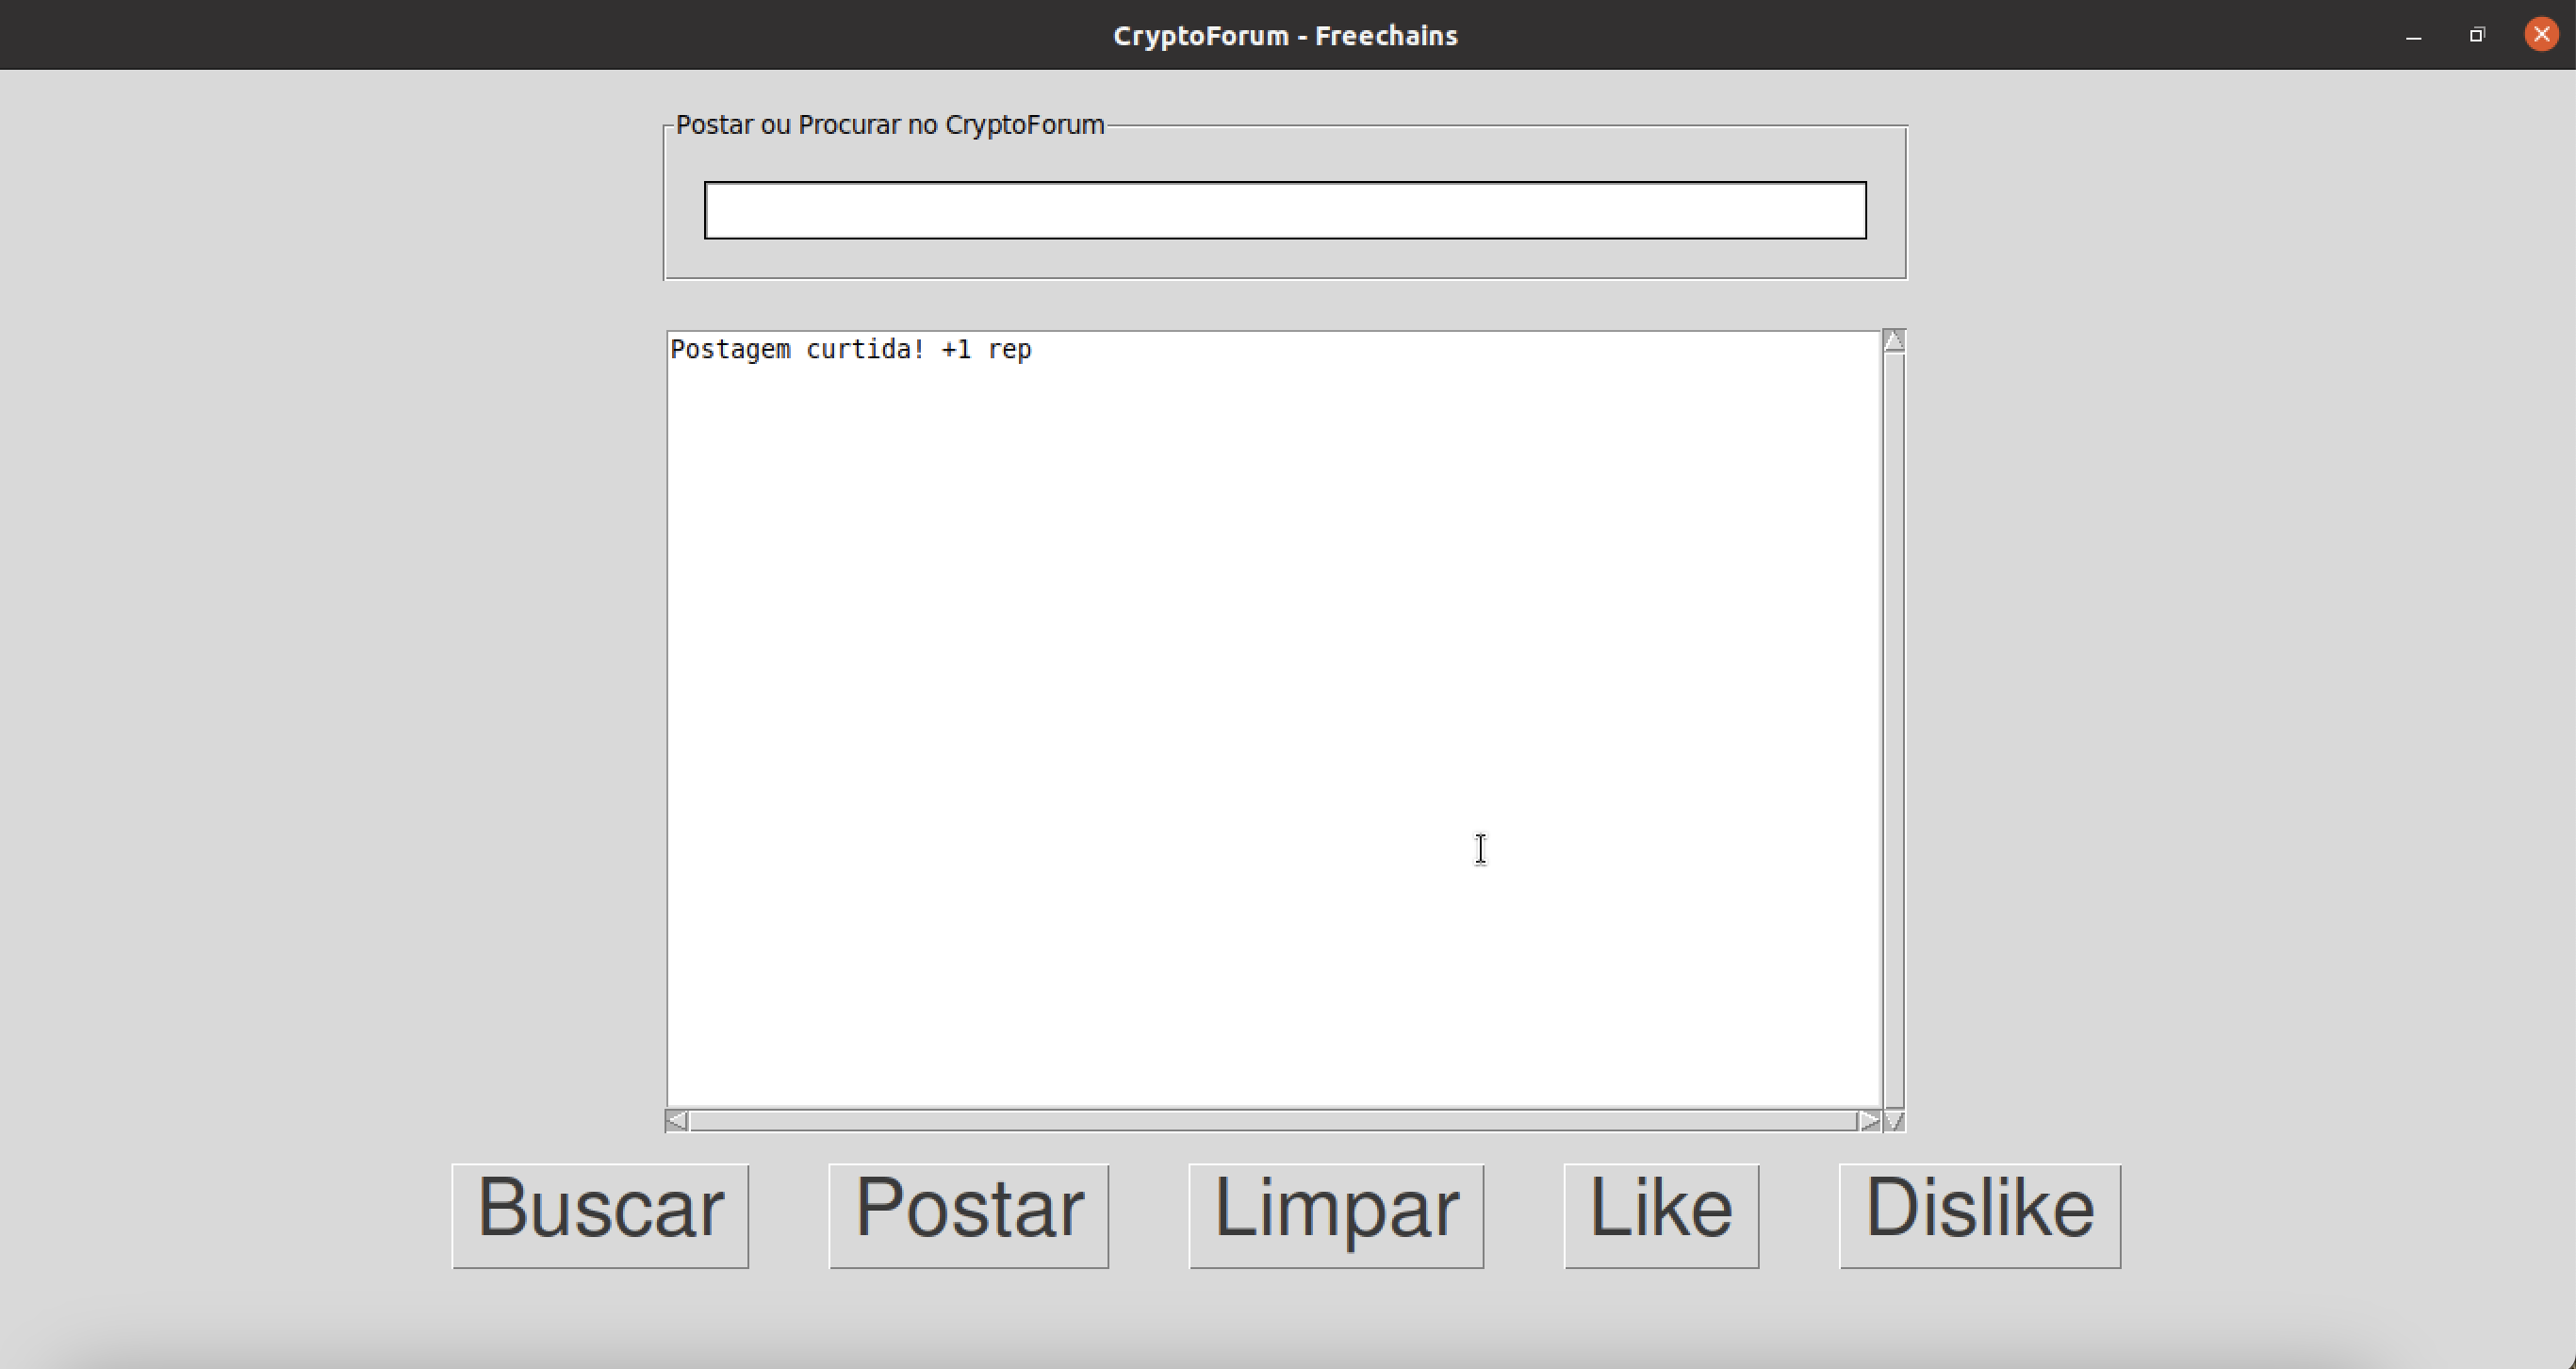 CryptoForum - Freechains
Postar ou Procurar no CryptoForum
Postagem curtida! +1 rep
Buscar
Postar
Limpar
Like
Dislike